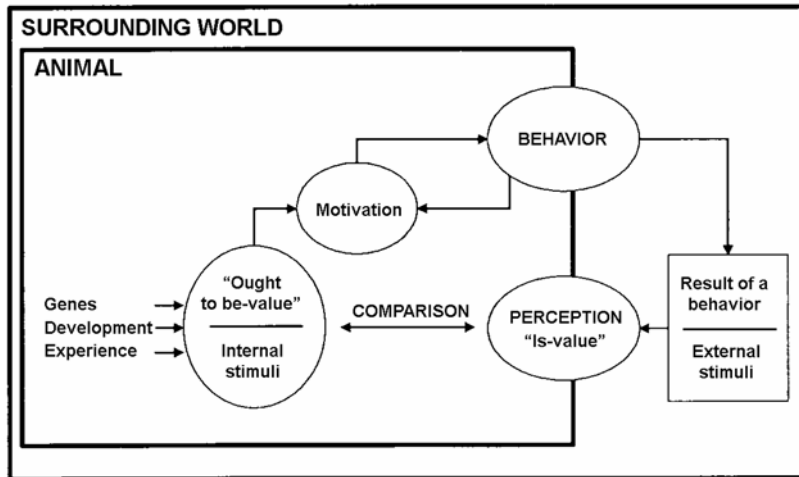 SURROUNDING WORLD
ANIMAL
BEHAVIOR
Motivation
“Ought
to be-value”
Internal
stimuli
Genes
Development
Experience
COMPARISON
PERCEPTION
“Is-value”
Result of a
behavior
External
stimuli